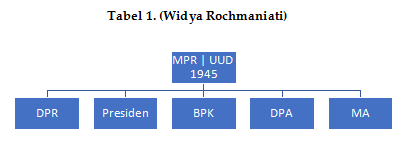 Tabel 1. (Widya Rochmaniati)
MPR | UUD
1945
DPR
Presiden
BPK
DPA
MA